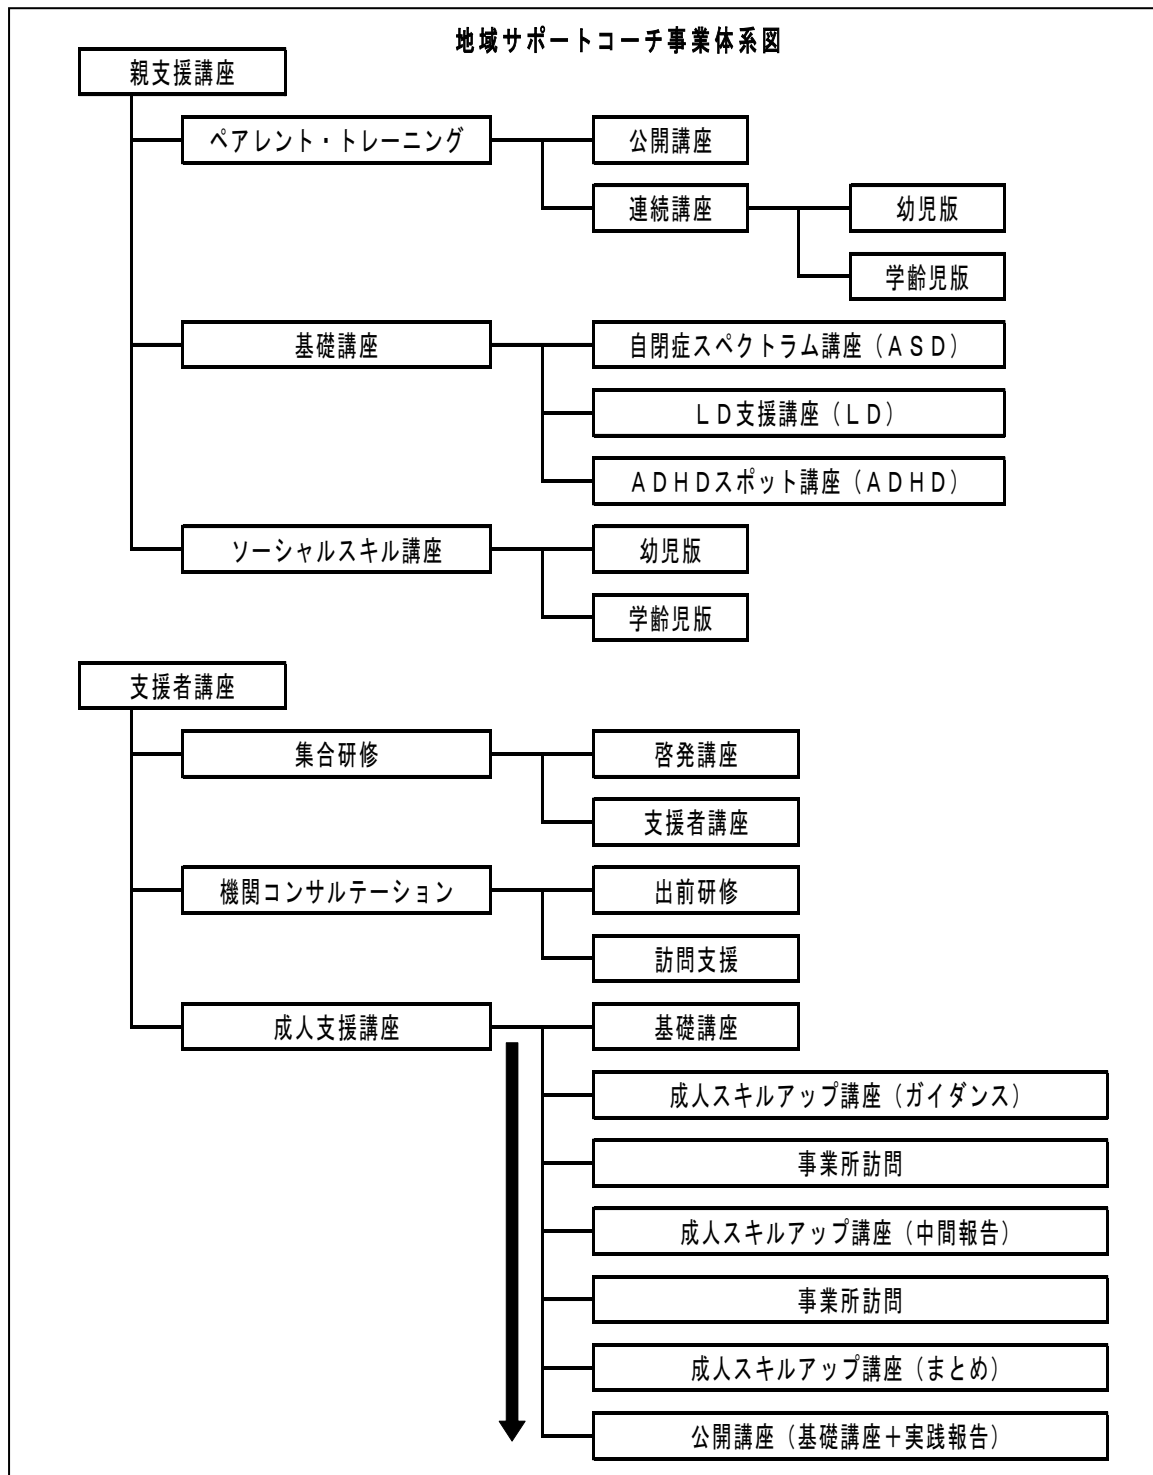 地域サポートコーチ事業体系図
親支援講座
ペアレント・トレーニング
公開講座
連続講座
幼児版
学齢児版
基礎講座
自閉症スペクトラム講座（ＡＳＤ）
ＬＤ支援講座（ＬＤ）
ＡＤＨＤスポット講座（ＡＤＨＤ）
ソーシャルスキル講座
幼児版
学齢児版
支援者講座
集合研修
啓発講座
支援者講座
機関コンサルテーション
出前研修
訪問支援
成人支援講座
基礎講座
成人スキルアップ講座（ガイダンス）
事業所訪問
成人スキルアップ講座（中間報告）
事業所訪問
成人スキルアップ講座（まとめ）
公開講座（基礎講座＋実践報告）